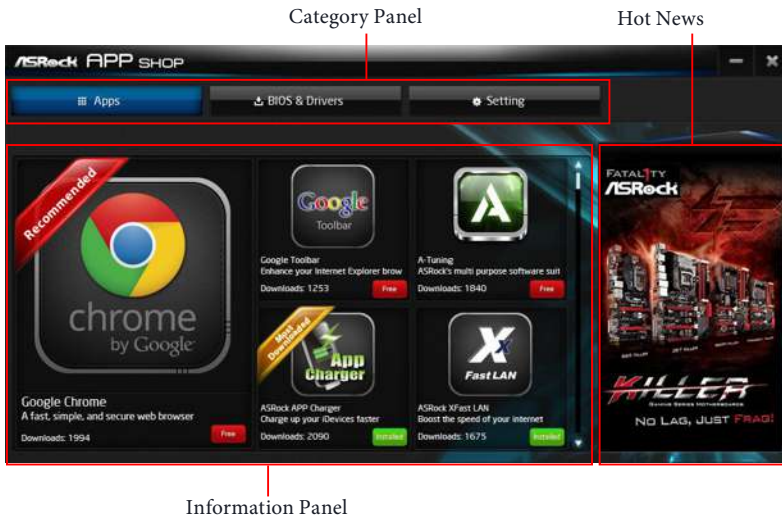 Category Panel
Hot News
ASRock APP SHOP
Apps
BIOS & Drivers
Setting
Recommended
chrome
by Google
Google Chrome
A fast, simple, and secure web browser
Downloads: 1994
Free
Google
Toolbar
Google Toolbar
Enhance your Internet Explorer brow
Downloads: 1253
Free
A-Tuning
ASRock's multi purpose software suit
Downloads: 1840
Free
Most
Downloaded
App
Charger
ASRock APP Charger
Charge up your iDevices faster
Downloads: 2090
Installed
Fast LAN
ASRock XFast LAN
Boost the speed of your internet
Downloads: 1675
Installed
FATAL1TY
ASRock
KILLER
GAMING SERIES MOTHERBOARDS
NO LAG, JUST FRAG!
Information Panel